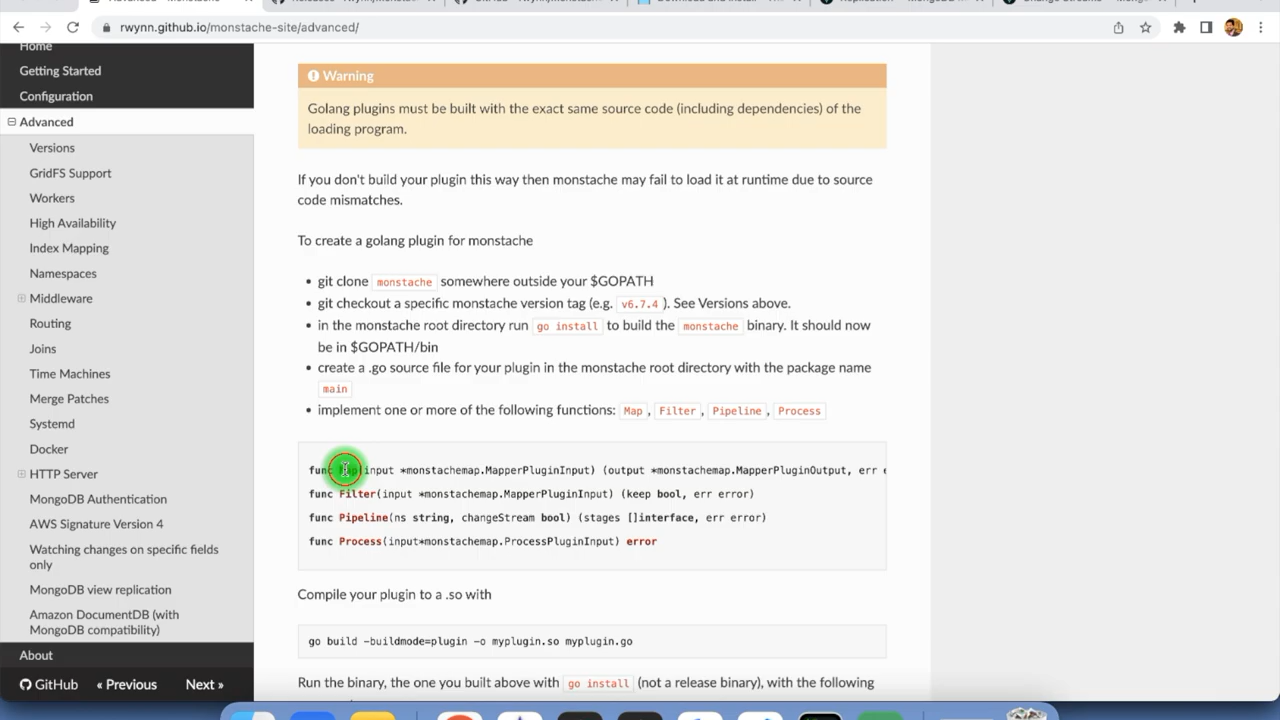 rwynn.github.io/monstache-site/advanced/
Home
Getting Started
Configuration
Advanced
Versions
GridFS Support
Workers
High Availability
Index Mapping
Namespaces
Middleware
Routing
Joins
Time Machines
Merge Patches
Systemd
Docker
HTTP Server
MongoDB Authentication
AWS Signature Version 4
Watching changes on specific fields
only
MongoDB view replication
Amazon DocumentDB (with
MongoDB compatibility)
About
GitHub « Previous Next »
Warning
Golang plugins must be built with the exact same source code (including dependencies) of the
loading program.
If you don't build your plugin this way then monstache may fail to load it at runtime due to source
code mismatches.
To create a golang plugin for monstache
• git clone monstache somewhere outside your $GOPATH
• git checkout a specific monstache version tag (e.g. v6.7.4 ). See Versions above.
• in the monstache root directory run go install to build the monstache binary. It should now
be in $GOPATH/bin
• create a .go source file for your plugin in the monstache root directory with the package name
main
• implement one or more of the following functions: Map , Filter , Pipeline , Process
func Map(input *monstachemap.MapperPluginInput) (output *monstachemap.MapperPluginOutput, err e
func Filter(input *monstachemap.MapperPluginInput) (keep bool, err error)
func Pipeline(ns string, changeStream bool) (stages []interface, err error)
func Process(input*monstachemap.ProcessPluginInput) error
Compile your plugin to a .so with
go build -buildmode=plugin -o myplugin.so myplugin.go
Run the binary, the one you built above with go install (not a release binary), with the following